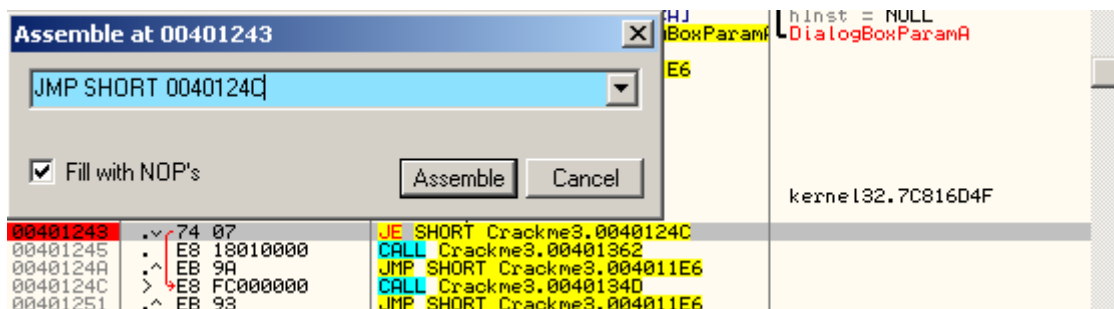 Assemble at 00401243
hInst = NULL
BoxParamA
DialogBoxParamA
E6
JMP SHORT 0040124C
Fill with NOP's
Assemble
Cancel
kernel32.7C816D4F
00401243 74 07 JE SHORT Crackme3.0040124C
00401245 E8 18010000 CALL Crackme3.00401362
0040124A EB 9A JMP SHORT Crackme3.004011E6
0040124C E8 FC000000 CALL Crackme3.0040134D
00401251 EB 93 JMP SHORT Crackme3.004011E6